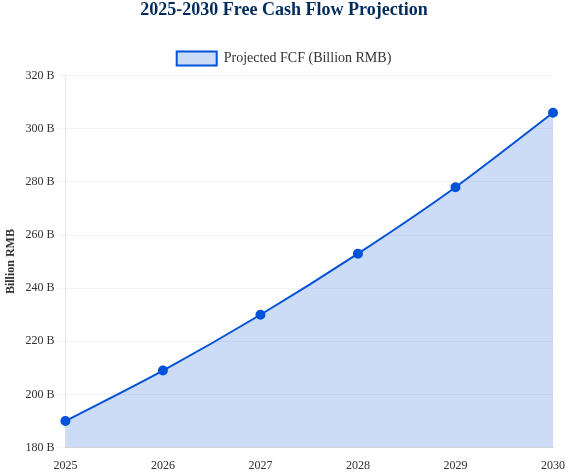 2025-2030 Free Cash Flow Projection
Projected FCF (Billion RMB)
320 B
300 B
280 B
260 B
240 B
220 B
200 B
180 B
Billion RMB
2025 2026 2027 2028 2029 2030